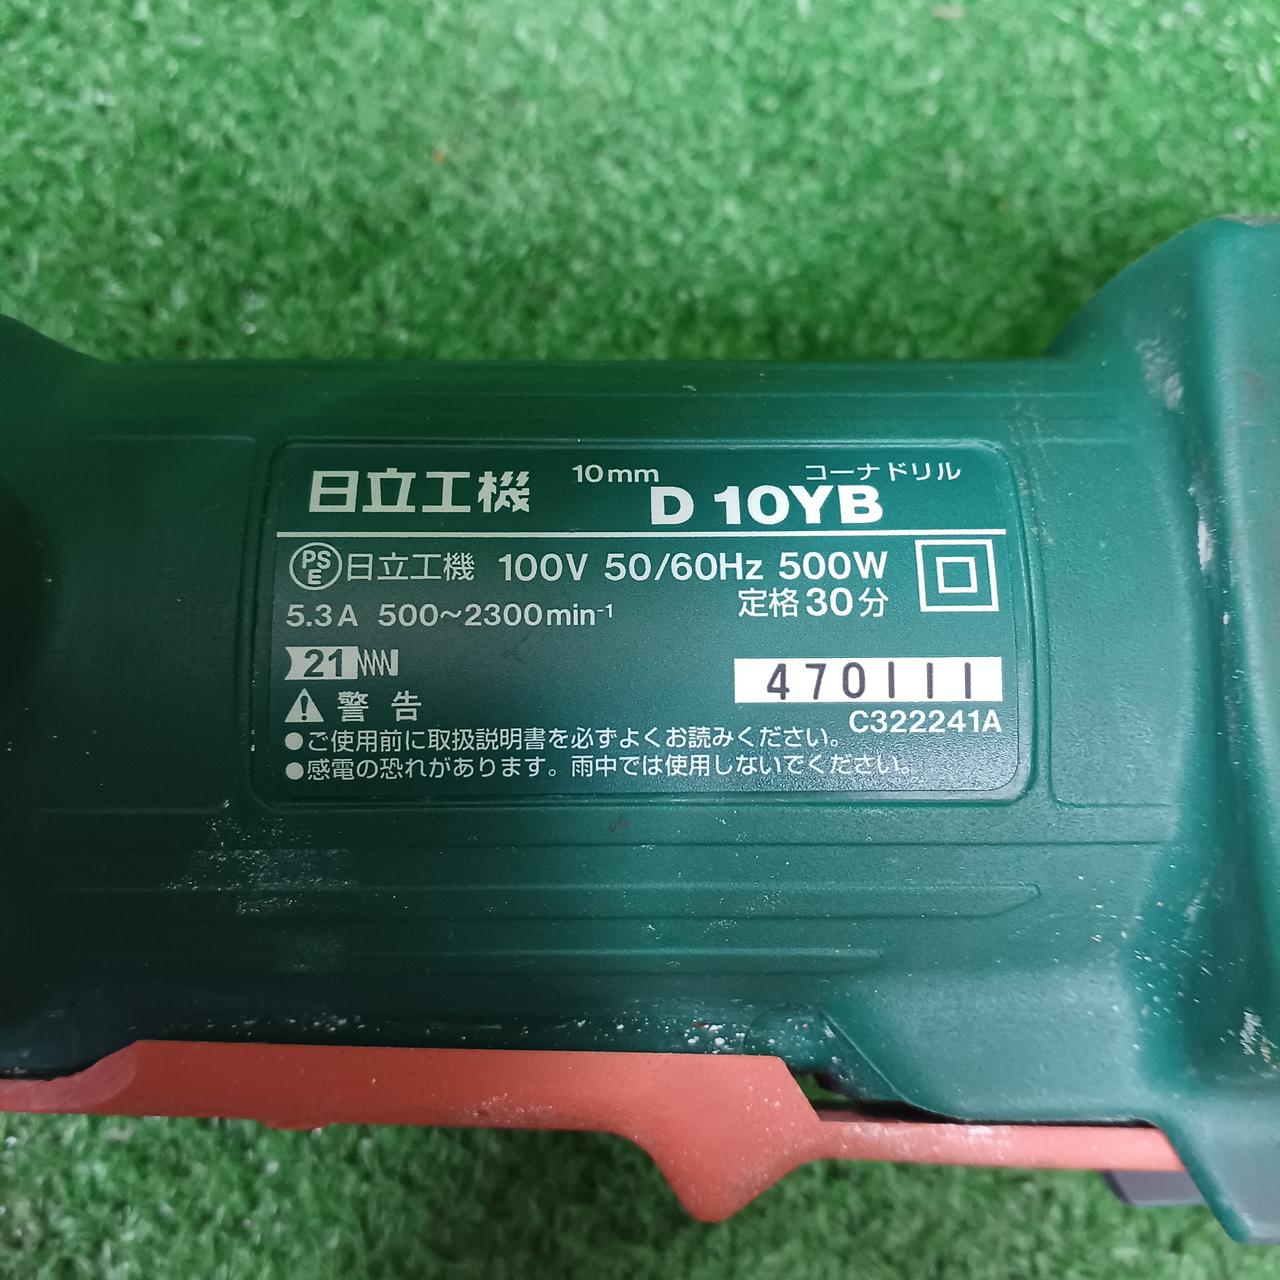 日立工機 10mm コーナドリル
D 10YB
PSE 日立工機 100V 50/60Hz 500W
5.3A 500~2300min-1 定格30分
21
470111
警告 C322241A
●ご使用前に取扱説明書を必ずよくお読みください。
●感電の恐れがあります。雨中では使用しないでください。